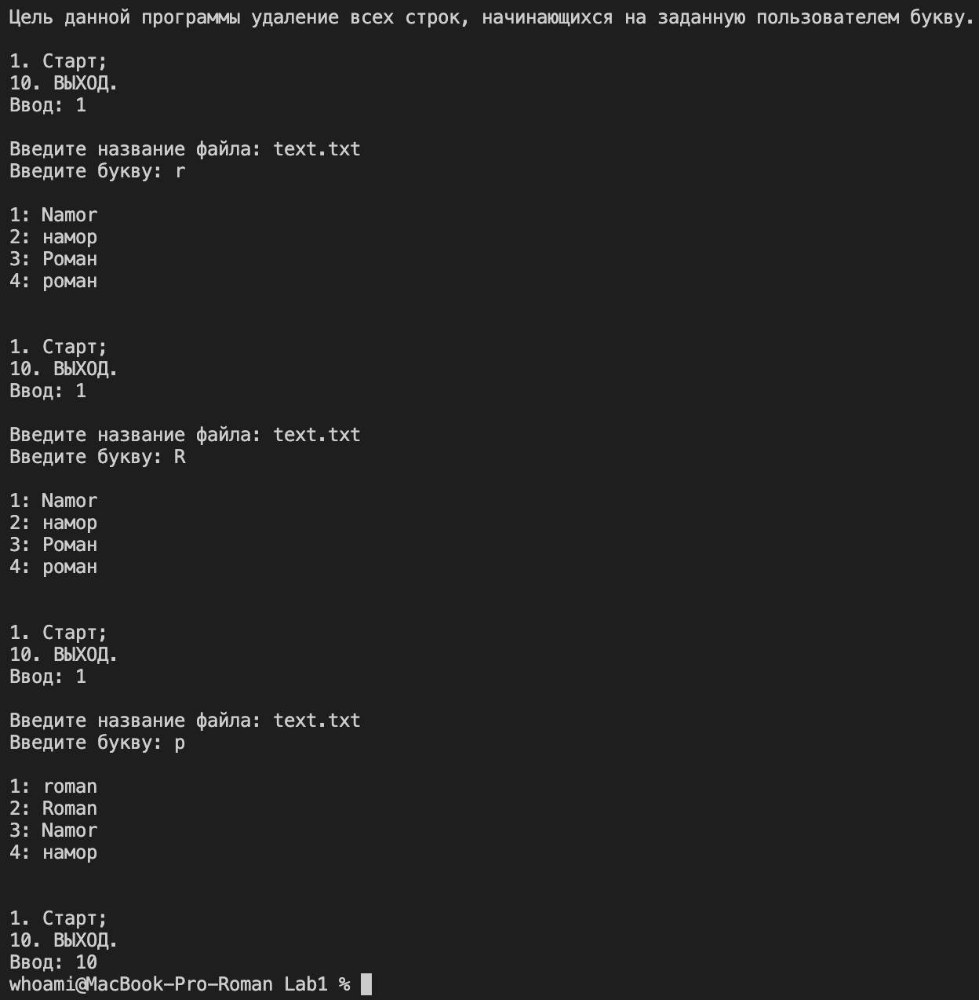 Цель данной программы удаление всех строк, начинающихся на заданную пользователем букву.
1. Старт;
10. ВЫХОД.
Ввод: 1
Введите название файла: text.txt
Введите букву: r
1: Namor
2: намор
3: Роман
4: роман
1. Старт;
10. ВЫХОД.
Ввод: 1
Введите название файла: text.txt
Введите букву: R
1: Namor
2: намор
3: Роман
4: роман
1. Старт;
10. ВЫХОД.
Ввод: 1
Введите название файла: text.txt
Введите букву: р
1: roman
2: Roman
3: Namor
4: намор
1. Старт;
10. ВЫХОД.
Ввод: 10
whoami@MacBook-Pro-Roman Lab1 %